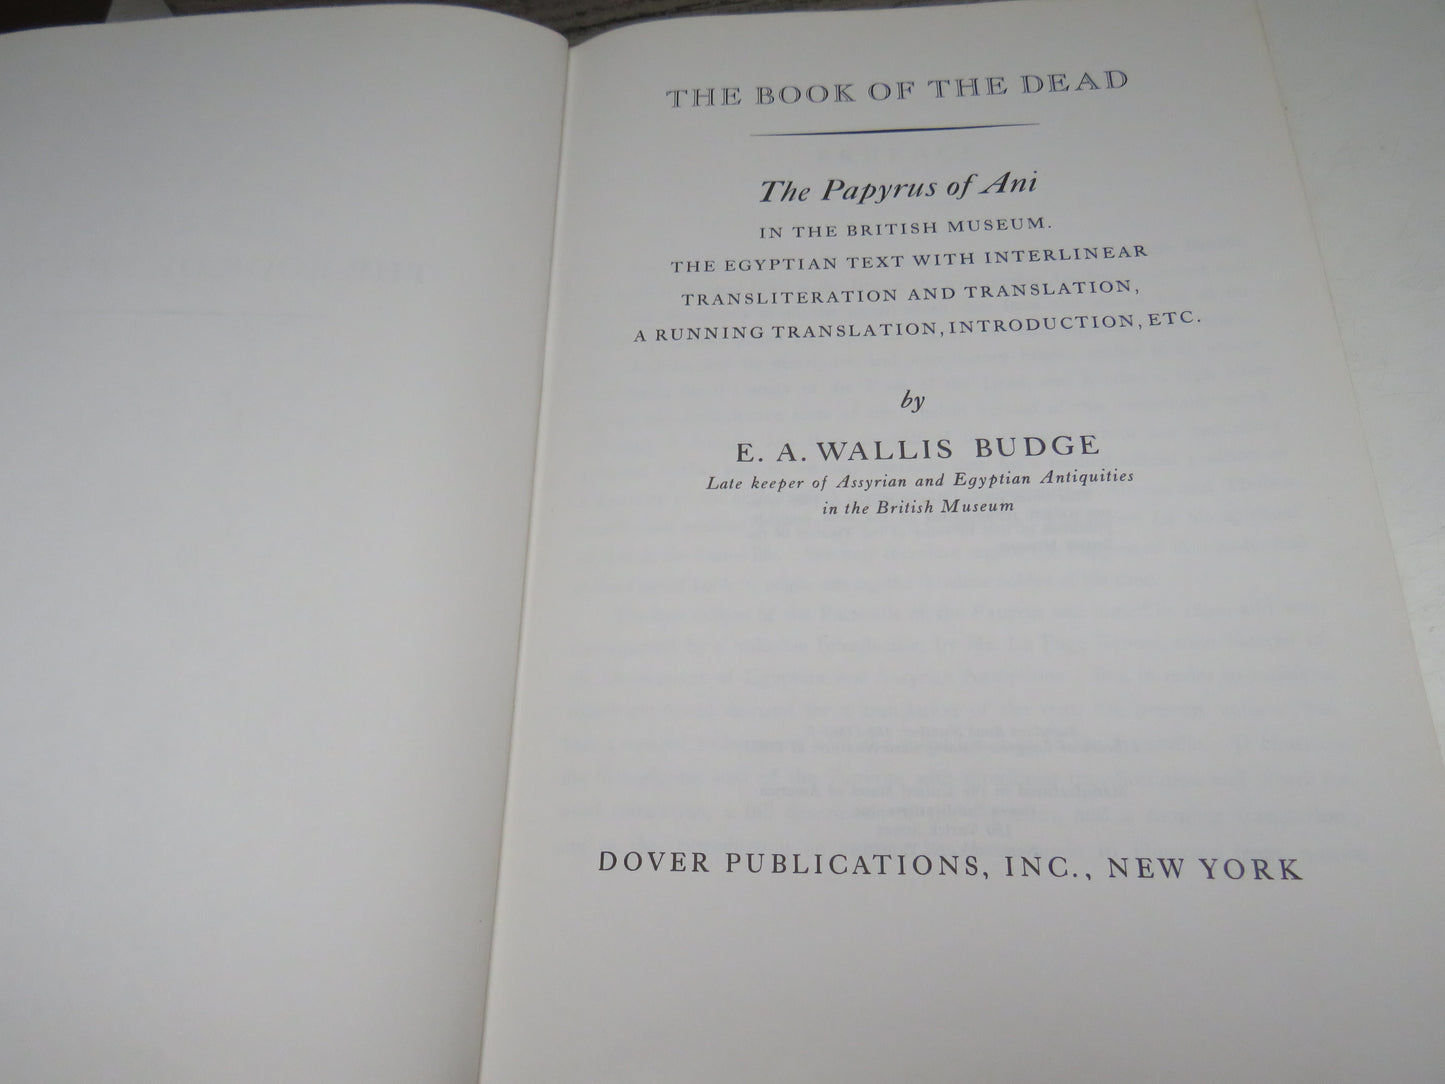 THE BOOK OF THE DEAD
The Papyrus of Ani
IN THE BRITISH MUSEUM.
THE EGYPTIAN TEXT WITH INTERLINEAR
TRANSLITERATION AND TRANSLATION,
A RUNNING TRANSLATION, INTRODUCTION, ETC.
by
E. A. WALLIS BUDGE
Late keeper of Assyrian and Egyptian Antiquities
in the British Museum
DOVER PUBLICATIONS, INC., NEW YORK